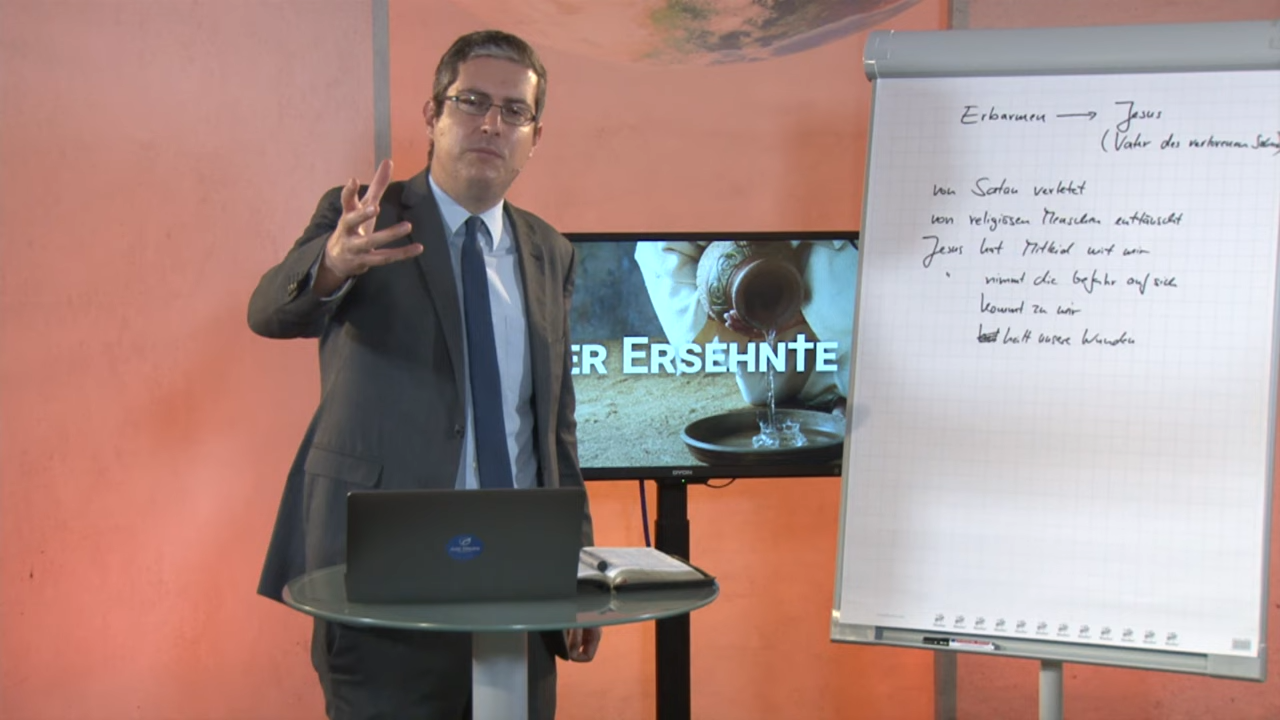 Erbarmen → Jesus
(Vater des verlorenen Sohnes)
von Satan verletzt
von religiösen Menschen enttäuscht
Jesus hat Mitleid mit mir
" nimmt die Gefahr auf sich
kommt zu mir
heilt unsere Wunden
ER ERSEHNTE